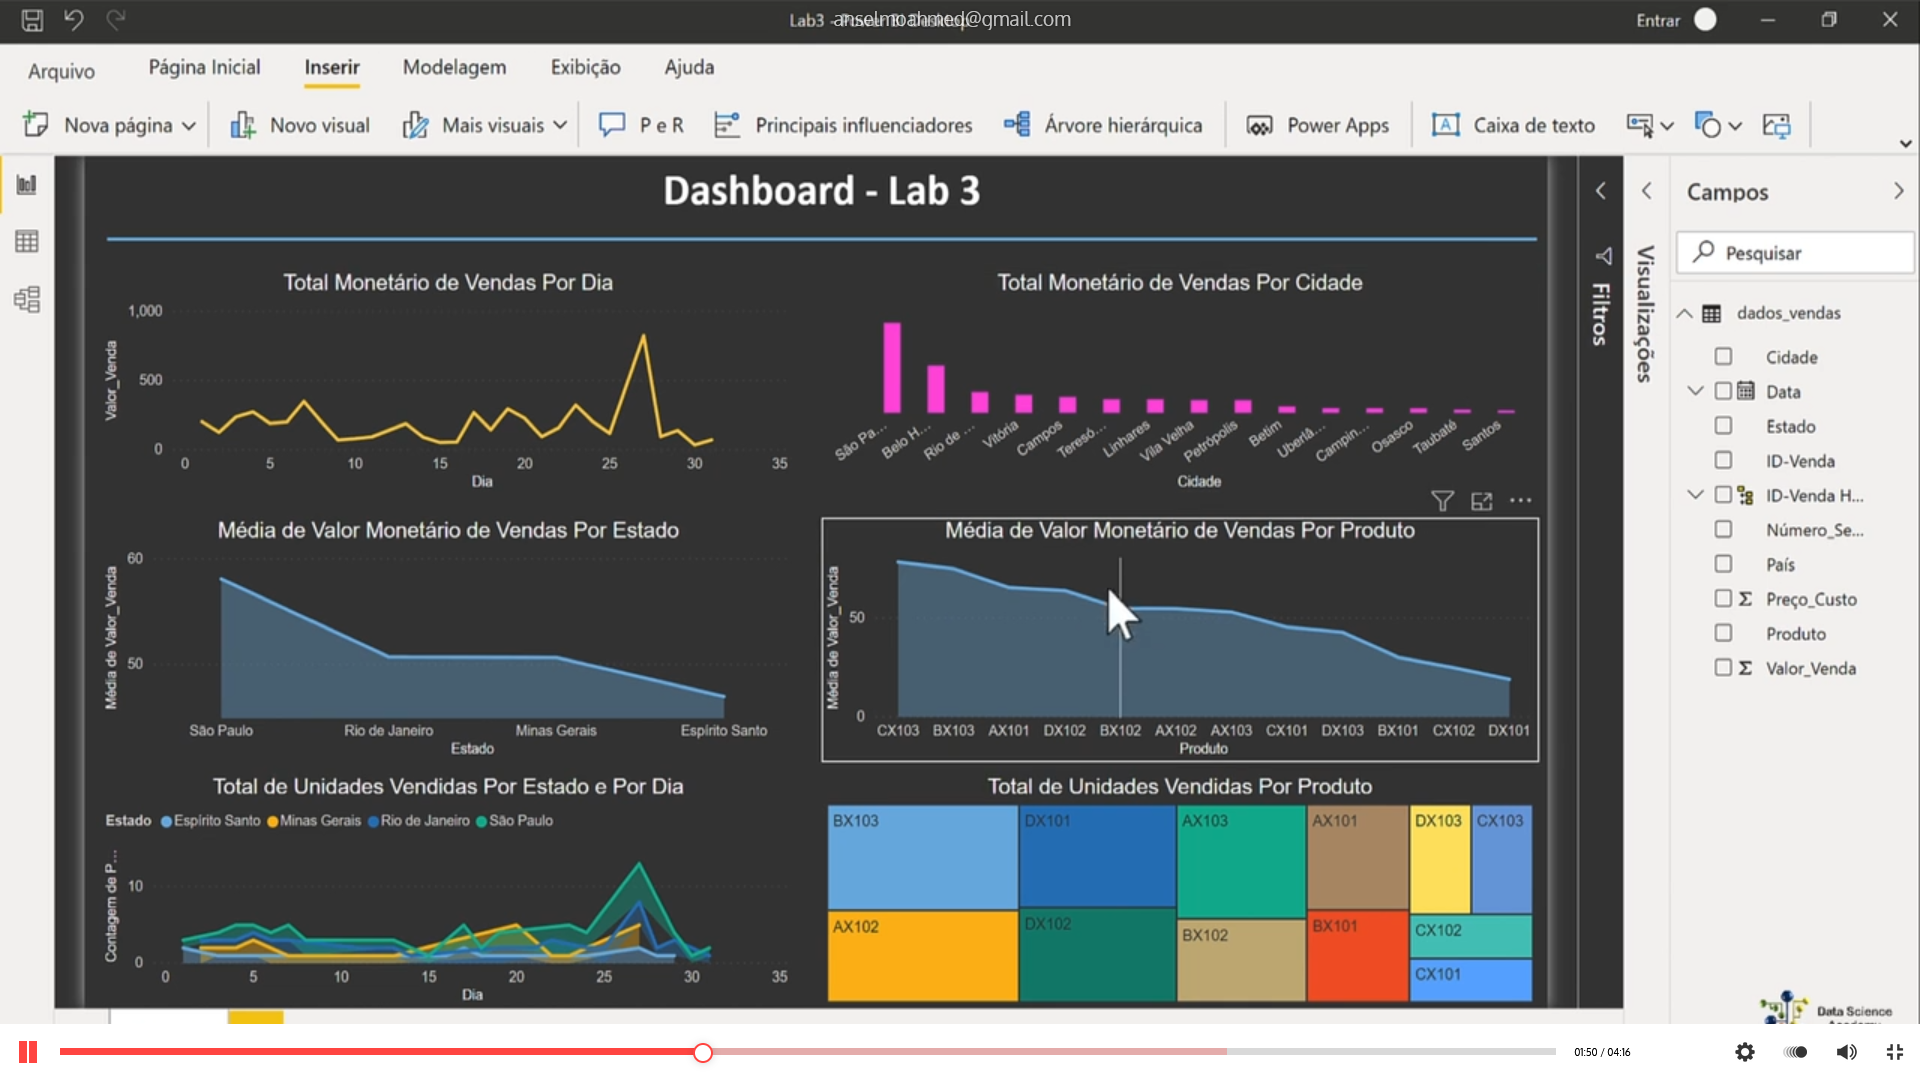 Lab3 -
anselmoahmed@gmail.com
Entrar
Arquivo
Página Inicial
Inserir
Modelagem
Exibição
Ajuda
Nova página
Novo visual
Mais visuais
P e R
Principais influenciadores
Árvore hierárquica
Power Apps
Caixa de texto
Dashboard - Lab 3
Total Monetário de Vendas Por Dia
1,000
500
0
Valor_Venda
0 5 10 15 20 25 30 35
Dia
Total Monetário de Vendas Por Cidade
São Pa... Belo H... Rio de ... Vitória Campos Teresó... Linhares Vila Velha Petrópolis Betim Uberlâ... Campin... Osasco Taubaté Santos
Cidade
Média de Valor Monetário de Vendas Por Estado
60
50
Média de Valor_Venda
São Paulo Rio de Janeiro Minas Gerais Espírito Santo
Estado
Média de Valor Monetário de Vendas Por Produto
50
0
Média de Valor_Venda
CX103 BX103 AX101 DX102 BX102 AX102 AX103 CX101 DX103 BX101 CX102 DX101
Produto
Total de Unidades Vendidas Por Estado e Por Dia
Estado Espírito Santo Minas Gerais Rio de Janeiro São Paulo
10
0
Contagem de P...
0 5 10 15 20 25 30 35
Dia
Total de Unidades Vendidas Por Produto
BX103
DX101
AX103
AX101
DX103
CX103
AX102
DX102
BX102
BX101
CX102
CX101
Filtros
Visualizações
Campos
Pesquisar
dados_vendas
Cidade
Data
Estado
ID-Venda
ID-Venda H...
Número_Se...
País
Preço_Custo
Produto
Valor_Venda
Data Science
01:50 / 04:16